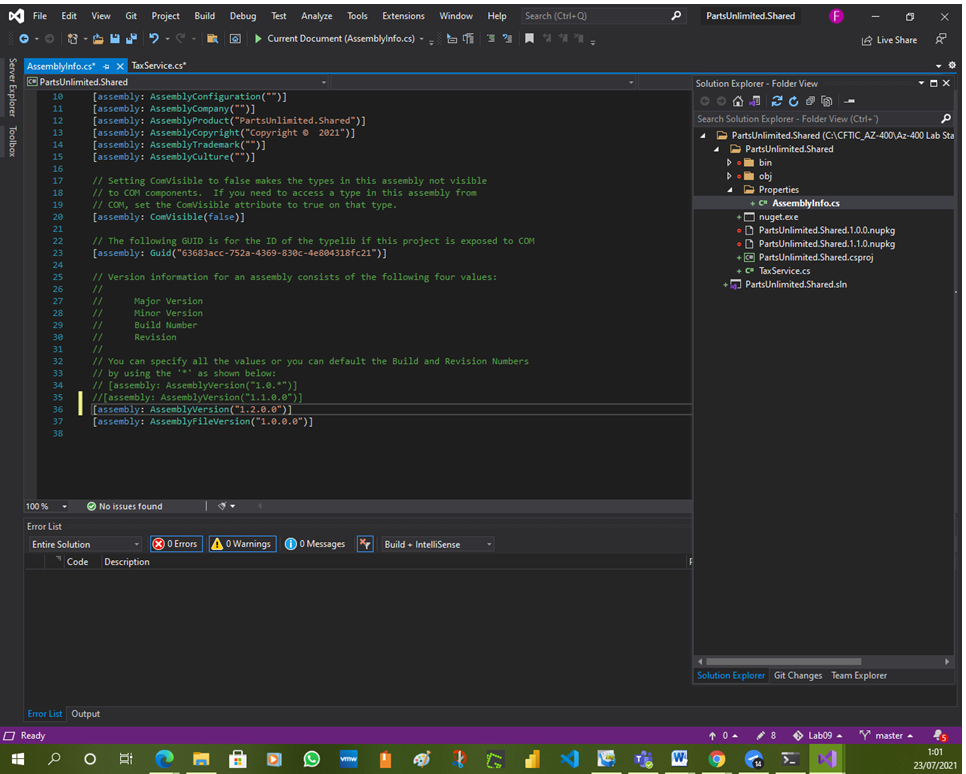 File Edit View Git Project Build Debug Test Analyze Tools Extensions Window Help Search (Ctrl+Q) PartsUnlimited.Shared F
Current Document (AssemblyInfo.cs) Live Share
Server Explorer
Toolbox
AssemblyInfo.cs* TaxService.cs*
PartsUnlimited.Shared
10 [assembly: AssemblyConfiguration("")]
11 [assembly: AssemblyCompany("")]
12 [assembly: AssemblyProduct("PartsUnlimited.Shared")]
13 [assembly: AssemblyCopyright("Copyright © 2021")]
14 [assembly: AssemblyTrademark("")]
15 [assembly: AssemblyCulture("")]
16
17 // Setting ComVisible to false makes the types in this assembly not visible
18 // to COM components. If you need to access a type in this assembly from
19 // COM, set the ComVisible attribute to true on that type.
20 [assembly: ComVisible(false)]
21
22 // The following GUID is for the ID of the typelib if this project is exposed to COM
23 [assembly: Guid("63683acc-752a-4369-830c-4e804318fc21")]
24
25 // Version information for an assembly consists of the following four values:
26 //
27 // Major Version
28 // Minor Version
29 // Build Number
30 // Revision
31 //
32 // You can specify all the values or you can default the Build and Revision Numbers
33 // by using the '*' as shown below:
34 // [assembly: AssemblyVersion("1.0.*")]
35 //[assembly: AssemblyVersion("1.1.0.0")]
36 [assembly: AssemblyVersion("1.2.0.0")]
37 [assembly: AssemblyFileVersion("1.0.0.0")]
38
100 % No issues found
Solution Explorer - Folder View
Search Solution Explorer - Folder View (Ctrl+')
PartsUnlimited.Shared (C:\CFTIC_AZ-400\Az-400 Lab Sta
PartsUnlimited.Shared
bin
obj
Properties
AssemblyInfo.cs
nuget.exe
PartsUnlimited.Shared.1.0.0.nupkg
PartsUnlimited.Shared.1.1.0.nupkg
PartsUnlimited.Shared.csproj
TaxService.cs
PartsUnlimited.Shared.sln
Solution Explorer Git Changes Team Explorer
Error List
Entire Solution 0 Errors 0 Warnings 0 Messages Build + IntelliSense
Code Description
Error List Output
Ready 0 8 Lab09 master 5
vmw 14 1:01
23/07/2021